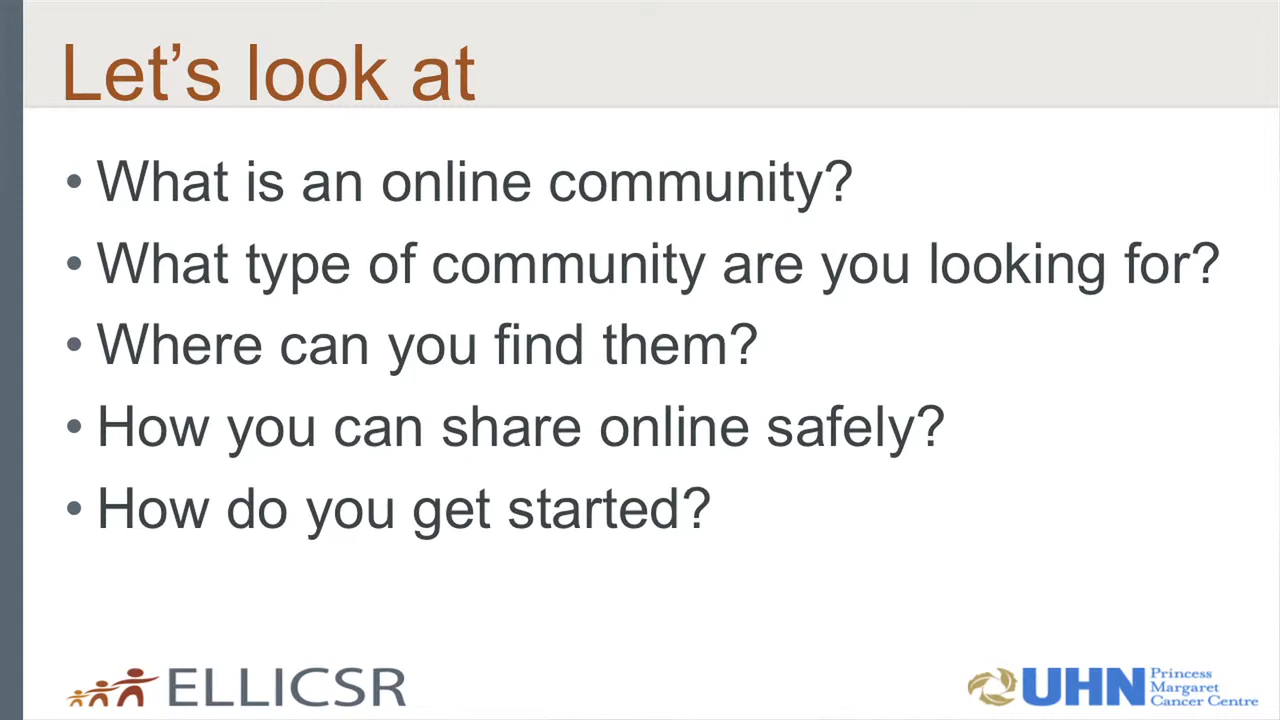 Let’s look at
• What is an online community?
• What type of community are you looking for?
• Where can you find them?
• How you can share online safely?
• How do you get started?
ELLICSR
UHN
Princess
Margaret
Cancer Centre